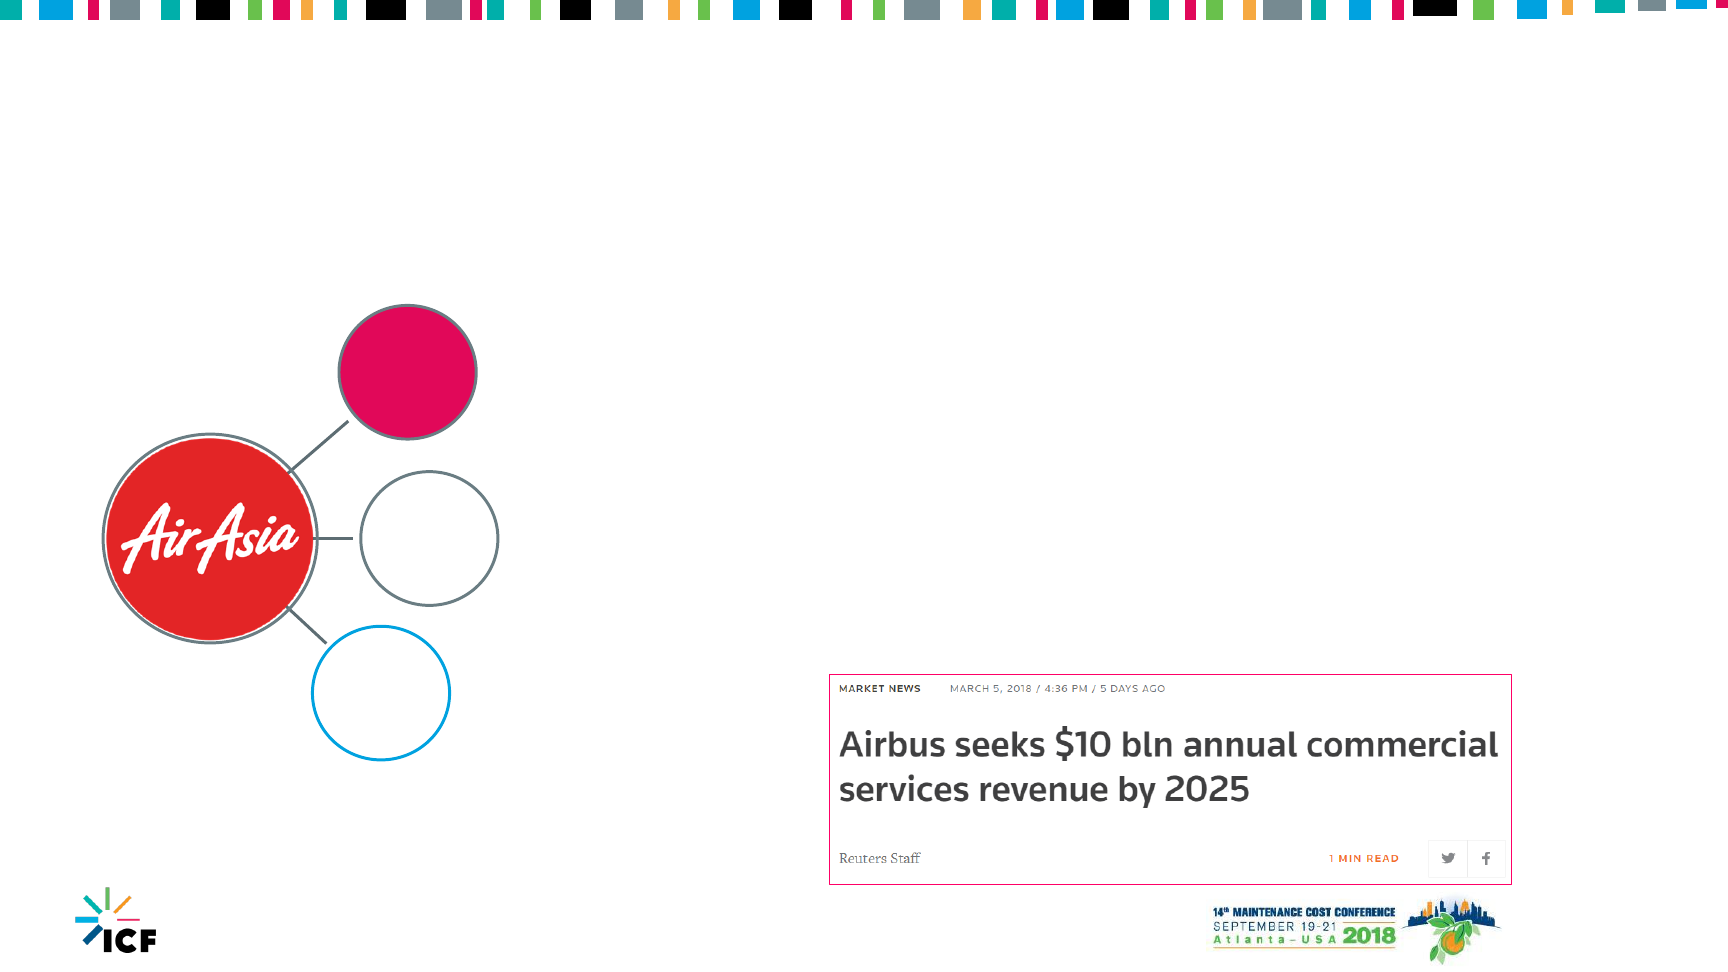 AirAsia
MARKET NEWS MARCH 5, 2018 / 4:36 PM / 5 DAYS AGO
Airbus seeks $10 bln annual commercial
services revenue by 2025
Reuters Staff 1 MIN READ
ICF
14th MAINTENANCE COST CONFERENCE
SEPTEMBER 19-21
Atlanta-USA 2018